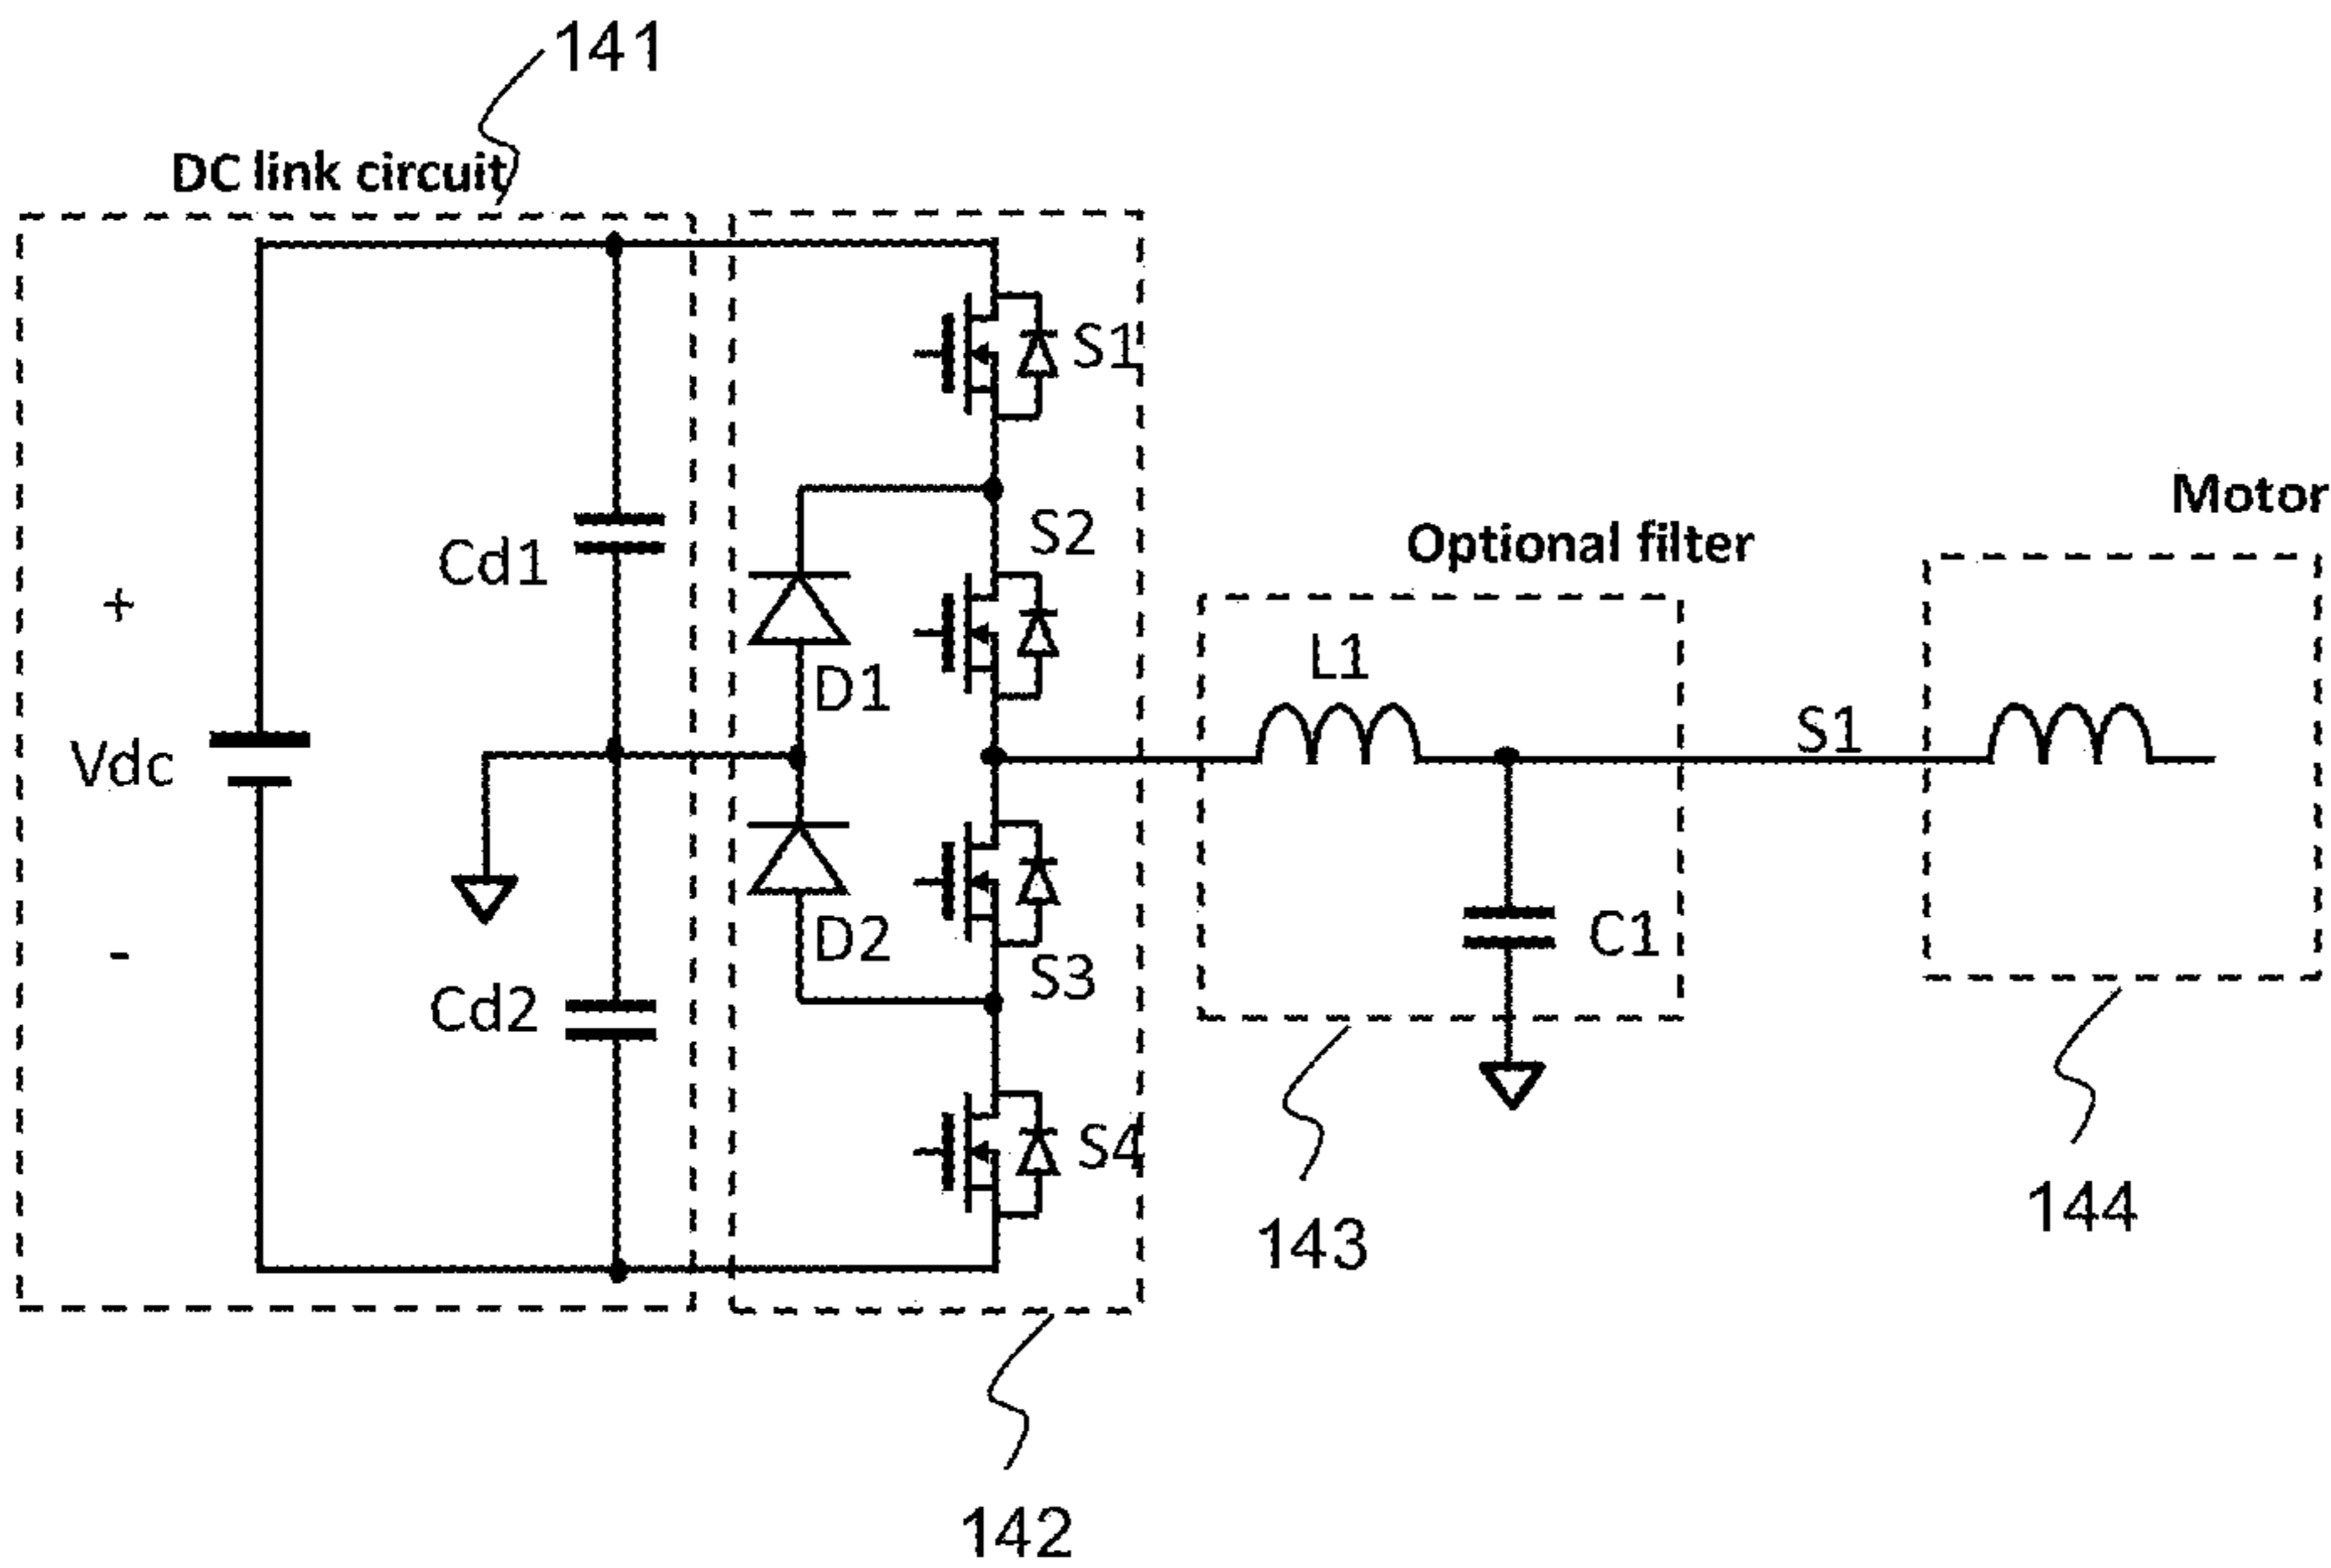 141
DC link circuit
S1
S2
Motor
Optional filter
Cd1
+
L1
D1
S1
Vdc
C1
D2
-
S3
Cd2
S4
144
143
142